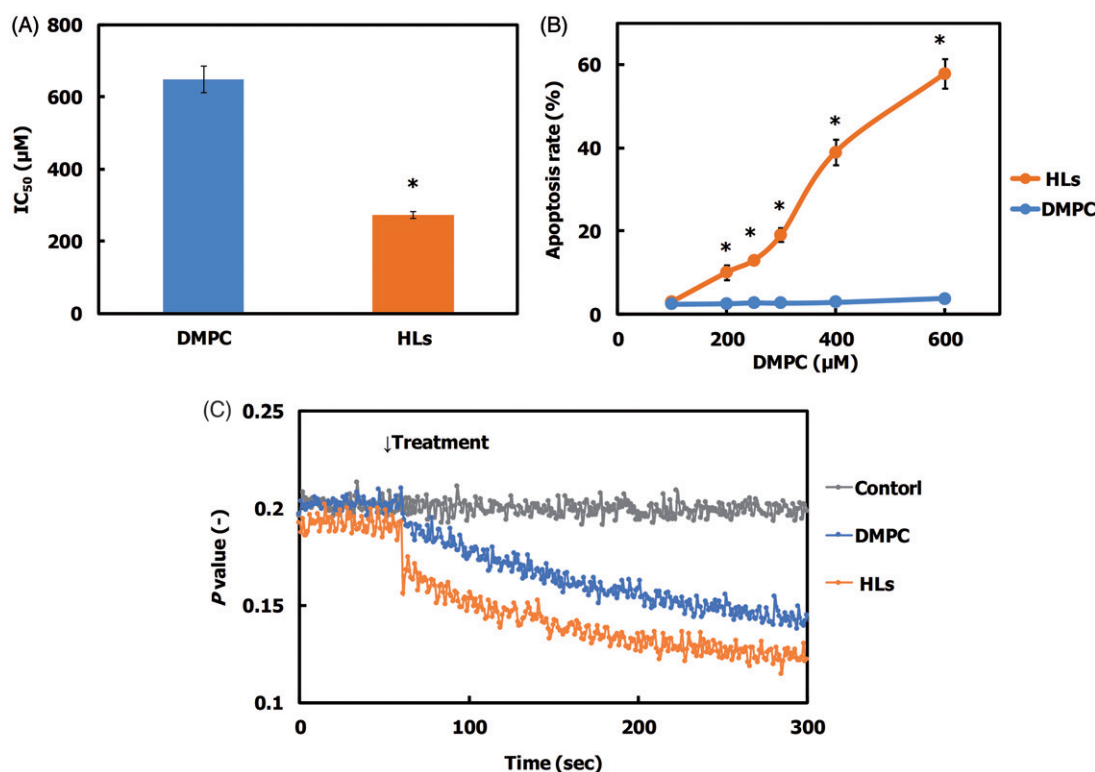 (A)
800
600
400
200
0
IC50 (µM)
*
DMPC
HLs
(B)
60
40
20
0
Apoptosis rate (%)
* * * * *
0 200 400 600
DMPC (µM)
HLs
DMPC
(C)
0.25
0.2
0.15
0.1
P value (-)
↓Treatment
0 100 200 300
Time (sec)
Contorl
DMPC
HLs